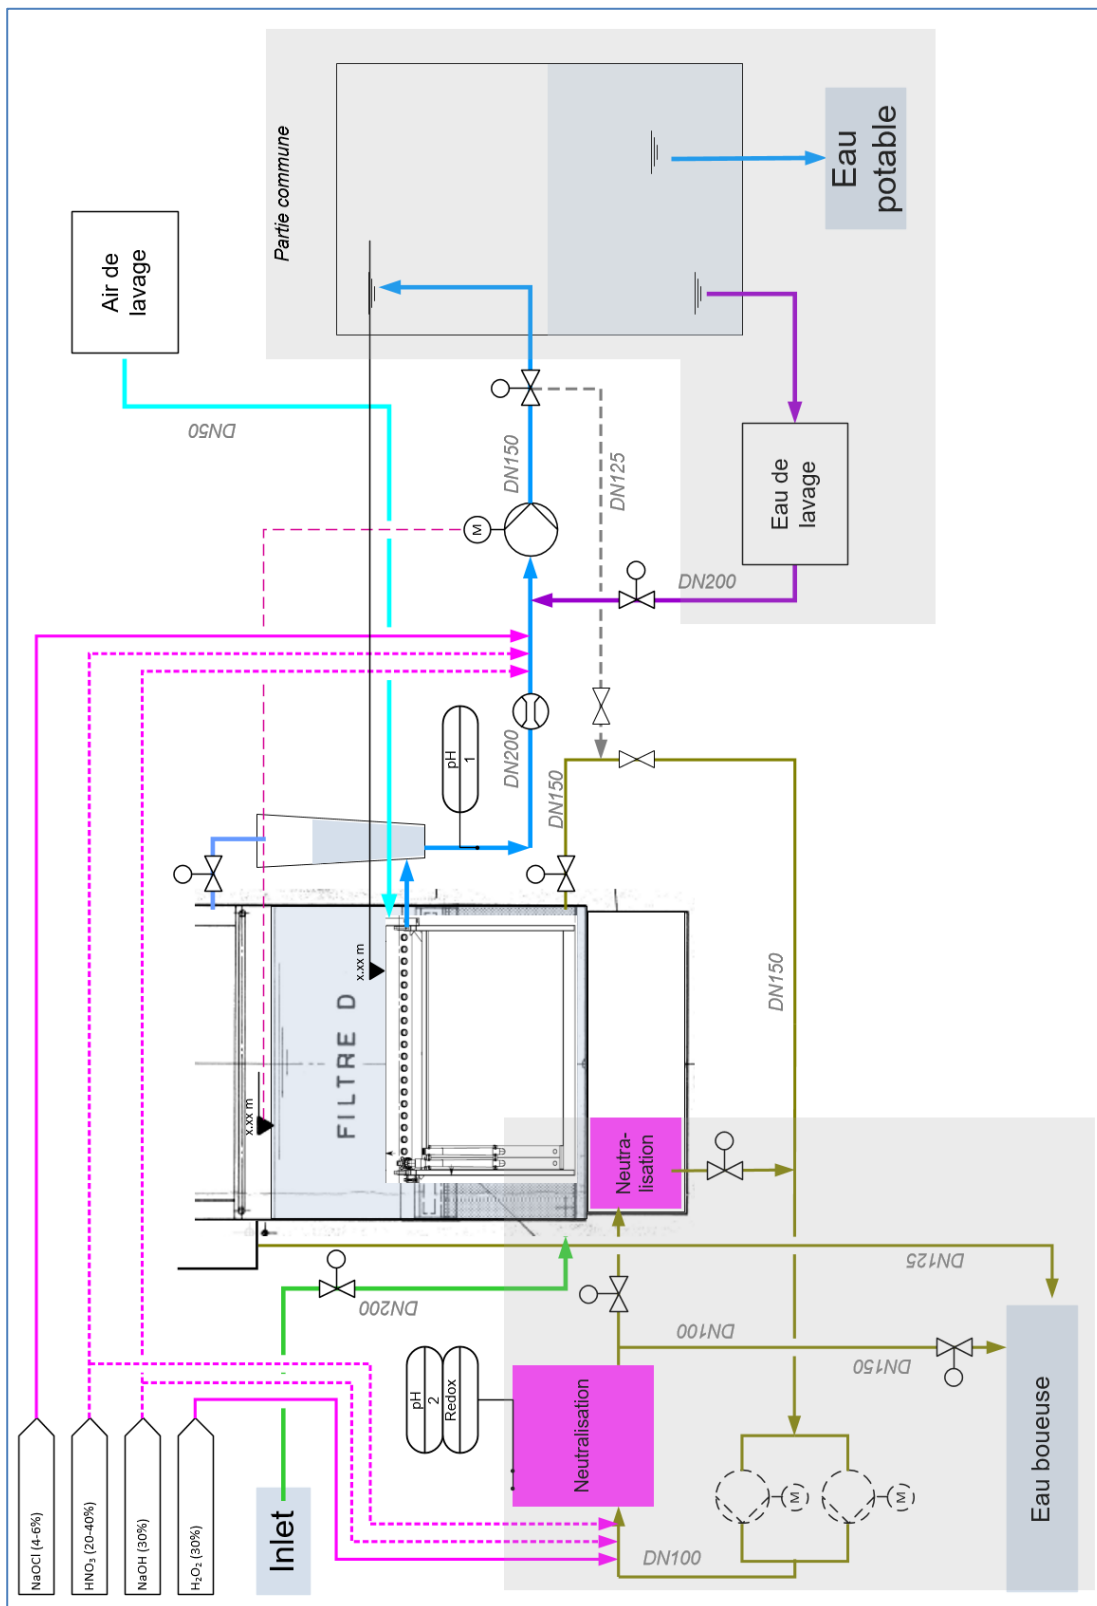 Partie commune
Eau
potable
Air de
lavage
DN50
DN150
DN125
Eau de
lavage
DN200
M
pH
1
DN200
DN150
x.xx m
x.xx m
FILTRE D
DN150
Neutra-
lisation
DN125
DN200
DN100
DN150
pH
2
Redox
Neutralisation
NaOCl (4-6%)
HNO₃ (20-40%)
NaOH (30%)
H₂O₂ (30%)
Inlet
DN100
M
M
Eau boueuse